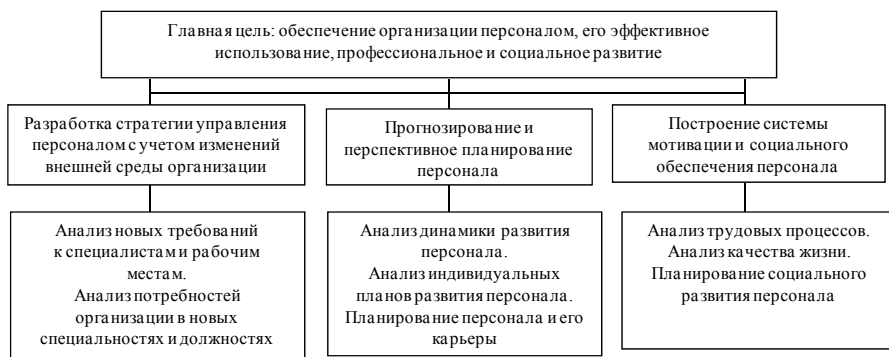 Главная цель: обеспечение организации персоналом, его эффективное
использование, профессиональное и социальное развитие
Разработка стратегии управления
персоналом с учетом изменений
внешней среды организации
Прогнозирование и
перспективное планирование
персонала
Построение системы
мотивации и социального
обеспечения персонала
Анализ новых требований
к специалистам и рабочим
местам.
Анализ потребностей
организации в новых
специальностях и должностях
Анализ динамики развития
персонала.
Анализ индивидуальных
планов развития персонала.
Планирование персонала и его
карьеры
Анализ трудовых процессов.
Анализ качества жизни.
Планирование социального
развития персонала